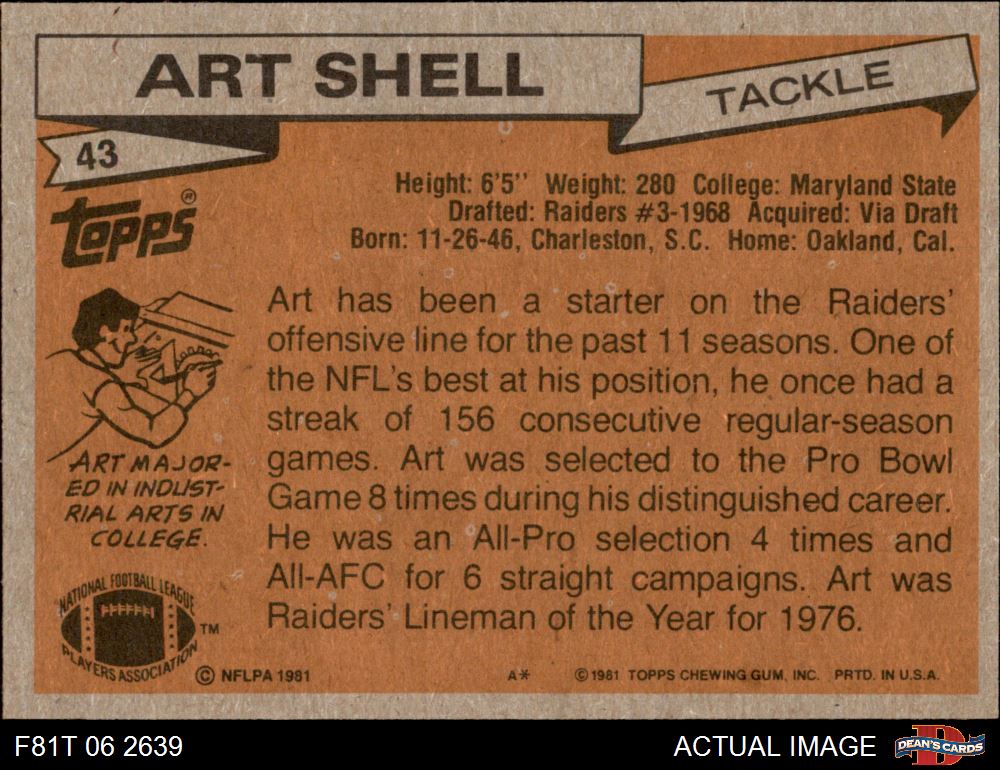 ART SHELL
TACKLE
43
topps®
Height: 6'5'' Weight: 280 College: Maryland State
Drafted: Raiders #3-1968 Acquired: Via Draft
Born: 11-26-46, Charleston, S.C. Home: Oakland, Cal.
Art has been a starter on the Raiders'
offensive line for the past 11 seasons. One of
the NFL's best at his position, he once had a
streak of 156 consecutive regular-season
games. Art was selected to the Pro Bowl
Game 8 times during his distinguished career.
He was an All-Pro selection 4 times and
All-AFC for 6 straight campaigns. Art was
Raiders' Lineman of the Year for 1976.
ART MAJOR-
ED IN INDUST-
RIAL ARTS IN
COLLEGE.
NATIONAL FOOTBALL LEAGUE
PLAYERS ASSOCIATION
TM
© NFLPA 1981
A*
© 1981 TOPPS CHEWING GUM, INC. PRTD. IN U.S.A.
F81T 06 2639
ACTUAL IMAGE
D
DEAN'S CARDS